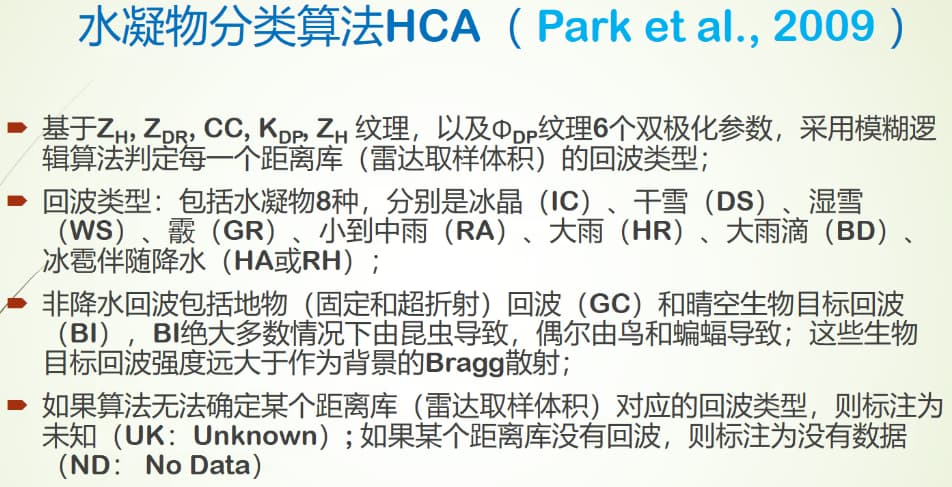 水凝物分类算法HCA（Park et al., 2009）
基于ZH, ZDR, CC, KDP, ZH 纹理，以及ΦDP纹理6个双极化参数，采用模糊逻
辑算法判定每一个距离库（雷达取样体积）的回波类型；
回波类型：包括水凝物8种，分别是冰晶（IC）、干雪（DS）、湿雪
（WS）、霰（GR）、小到中雨（RA）、大雨（HR）、大雨滴（BD）、
冰雹伴随降水（HA或RH）；
非降水回波包括地物（固定和超折射）回波（GC）和晴空生物目标回波
（BI），BI绝大多数情况下由昆虫导致，偶尔由鸟和蝙蝠导致；这些生物
目标回波强度远大于作为背景的Bragg散射；
如果算法无法确定某个距离库（雷达取样体积）对应的回波类型，则标注为
未知（UK：Unknown）; 如果某个距离库没有回波，则标注为没有数据
（ND： No Data）